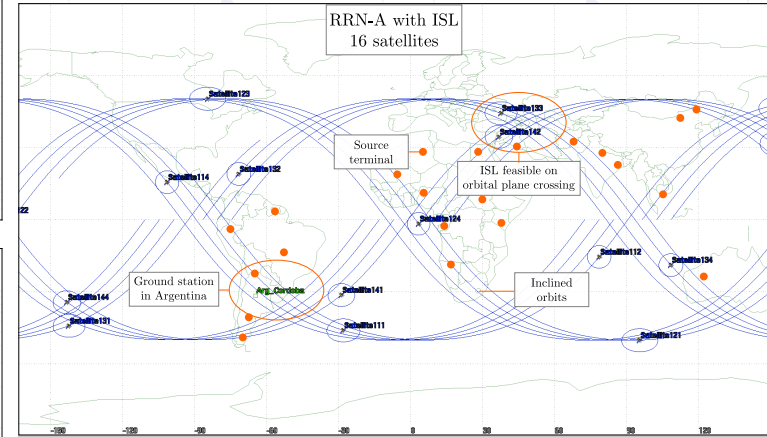 RRN-A with ISL
16 satellites
Satellite123
Satellite133
Satellite142
Source
terminal
ISL feasible on
orbital plane crossing
Satellite132
Satellite114
22
Satellite124
Satellite112
Satellite134
Ground station
in Argentina
Arg_Cordoba
Satellite141
Inclined
orbits
Satellite144
Satellite131
Satellite111
Satellite121
-150
-120
-90
-60
-30
0
30
60
90
120